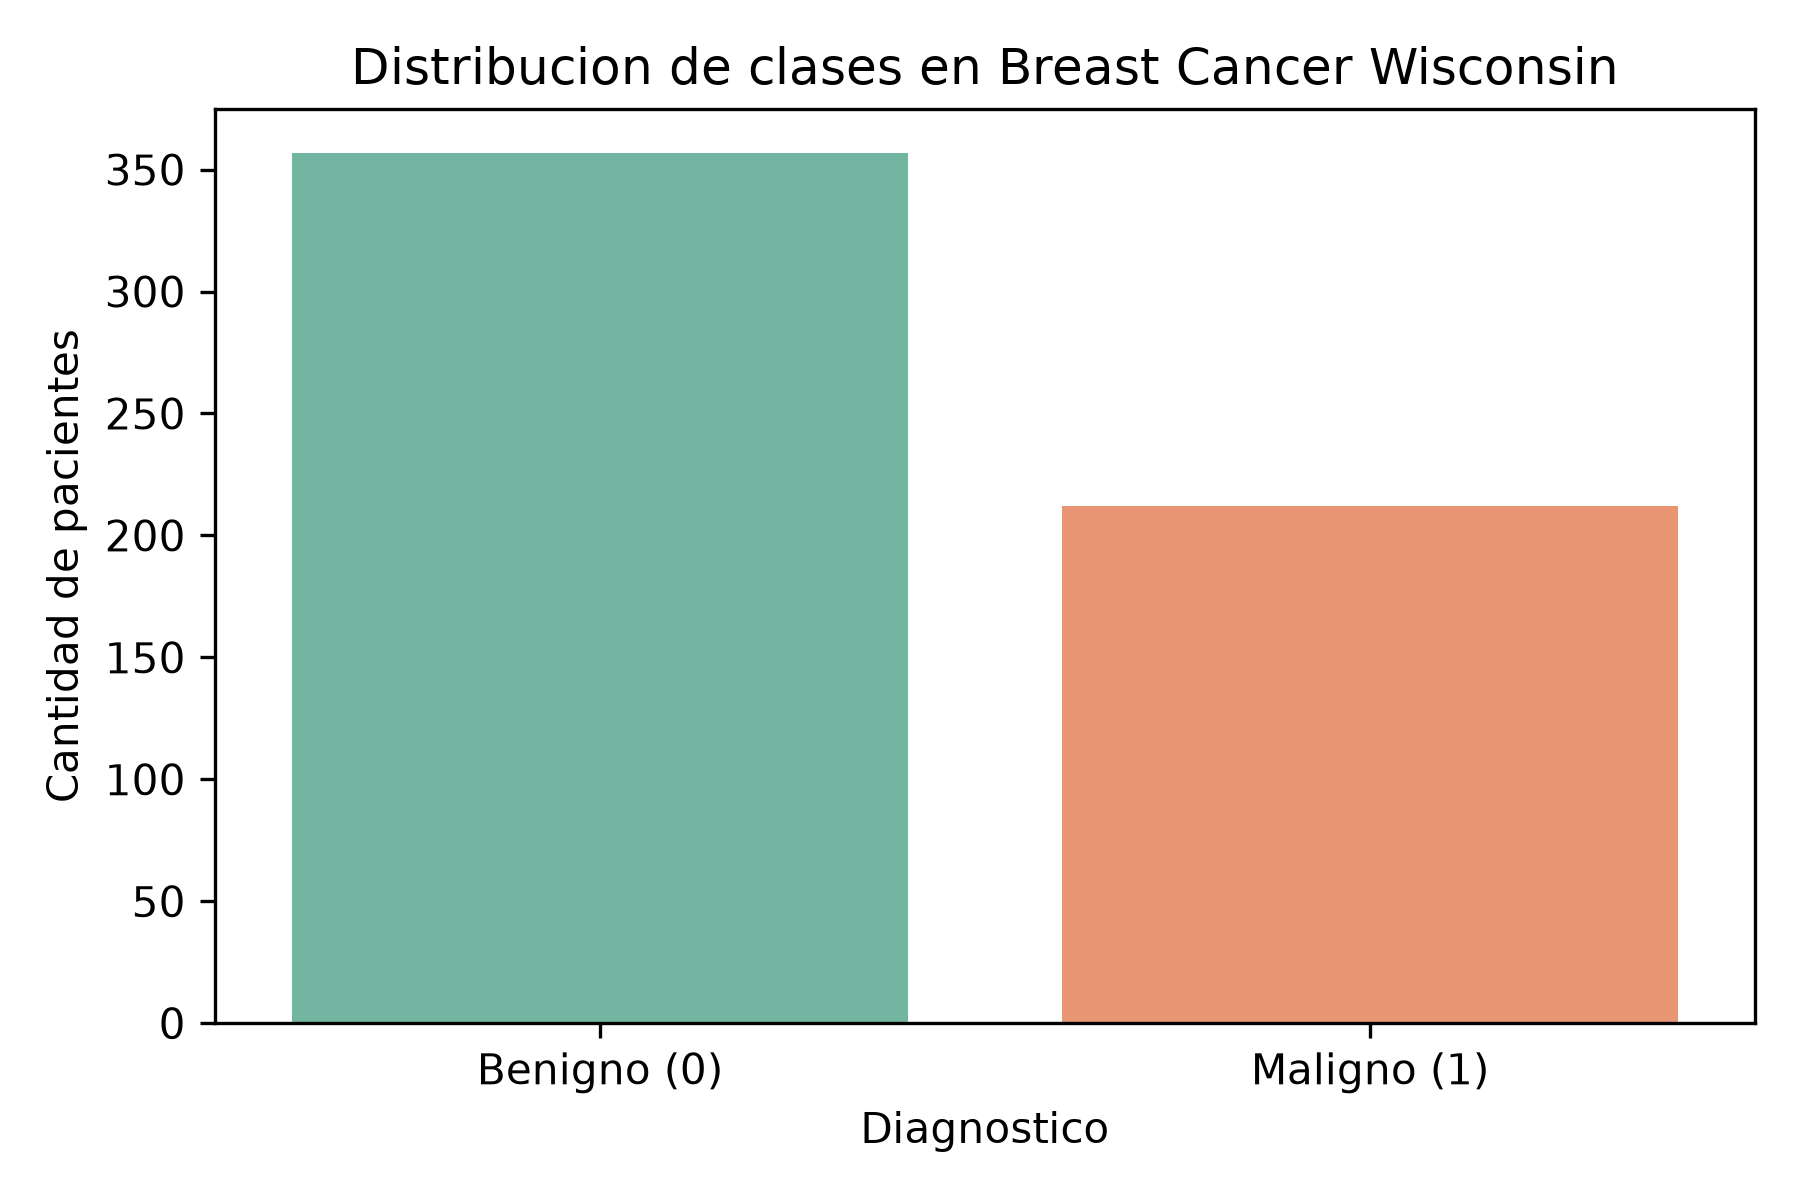 Distribucion de clases en Breast Cancer Wisconsin
Cantidad de pacientes
350
300
250
200
150
100
50
0
Benigno (0)
Maligno (1)
Diagnostico